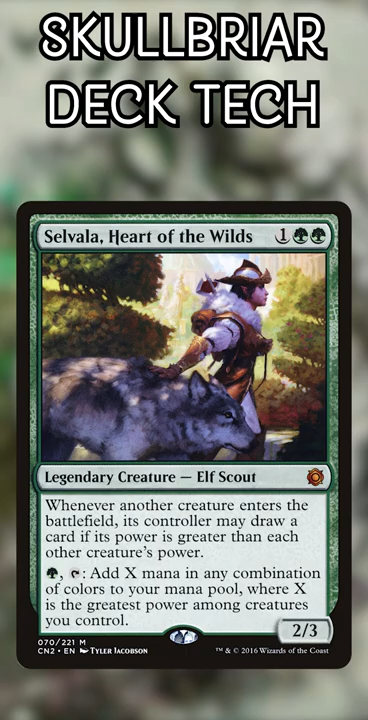 SKULLBRIAR
DECK TECH
Selvala, Heart of the Wilds 1
Legendary Creature — Elf Scout
Whenever another creature enters the
battlefield, its controller may draw a
card if its power is greater than each
other creature's power.
, : Add X mana in any combination
of colors to your mana pool, where X
is the greatest power among creatures
you control.
2/3
070/221 M
CN2 • EN Tyler Jacobson
™ & © 2016 Wizards of the Coast